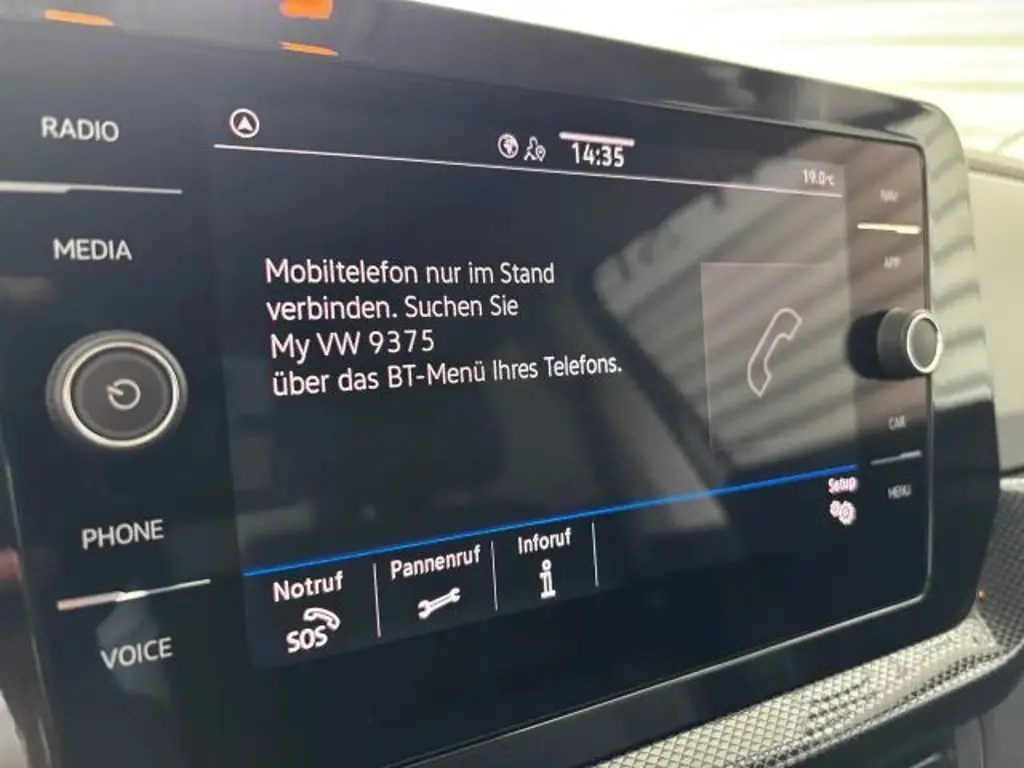 RADIO
MEDIA
PHONE
VOICE
14:35
19.0°C
Mobiltelefon nur im Stand
verbinden. Suchen Sie
My VW 9375
über das BT-Menü Ihres Telefons.
Setup
Notruf
SOS
Pannenruf
Inforuf
NAV
APP
CAR
MENU